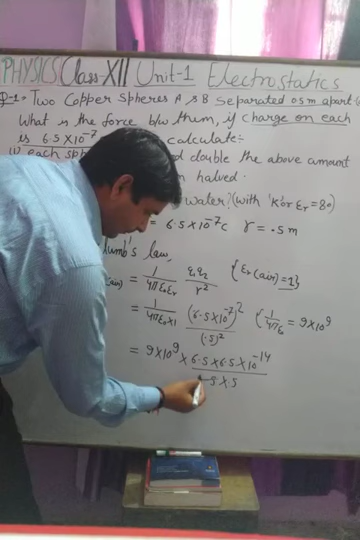 PHYSICS Class-XII Unit-1 Electrostatics
Q-1→ Two Copper Spheres A & B separated 0.5m apart
What is the force b/w them, if charge on each
is 6.5×10⁻⁷ calculate:-
(i) each double the above amount
halved.
water? (with 'K' or εr = 80)
= 6.5×10⁻⁷c r = .5m
law,
(air) = 1/4πε₀εr q₁q₂/r² {εr (air) = 1}
= 1/4πε₀×1 (6.5×10⁻⁷)²/(.5)² {1/4πε₀ = 9×10⁹
= 9×10⁹ × 6.5×6.5×10⁻¹⁴/.5×.5